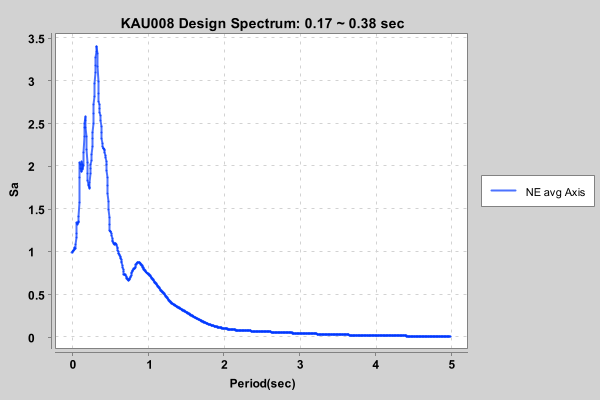 KAU008 Design Spectrum: 0.17 ~ 0.38 sec
3.5
3
2.5
2
1.5
1
0.5
0
Sa
0 1 2 3 4 5
Period(sec)
NE avg Axis